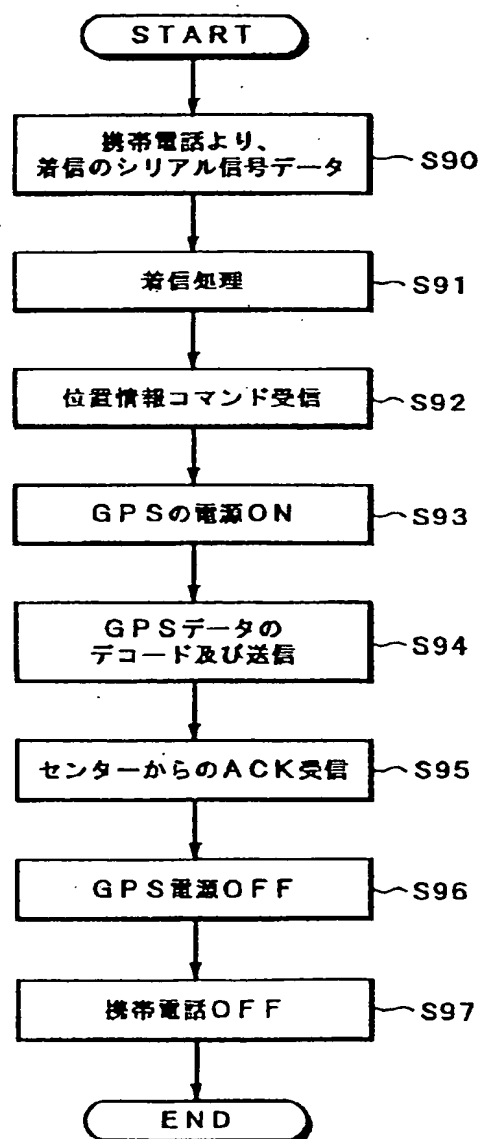 START
携帯電話より、
着信のシリアル信号データ
S90
着信処理
S91
位置情報コマンド受信
S92
GPSの電源ON
S93
GPSデータの
デコード及び送信
S94
センターからのACK受信
S95
GPS電源OFF
S96
携帯電話OFF
S97
END